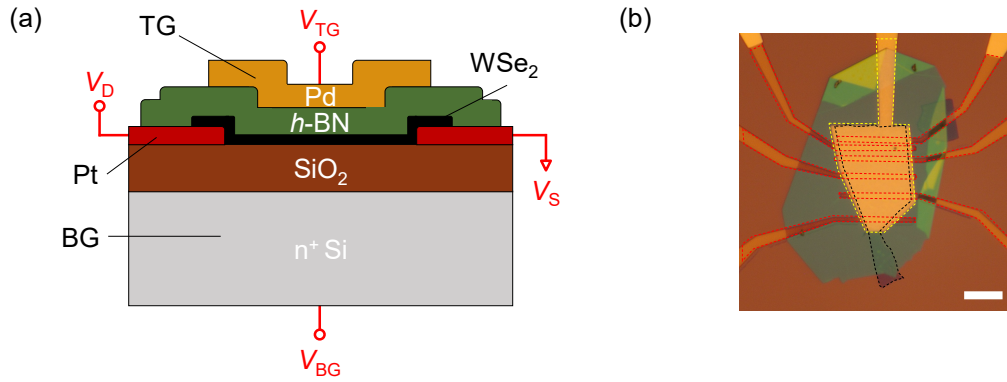 (a)
V_TG
TG
WSe₂
V_D
Pd
h-BN
Pt
SiO₂
V_S
BG
n⁺ Si
V_BG
(b)